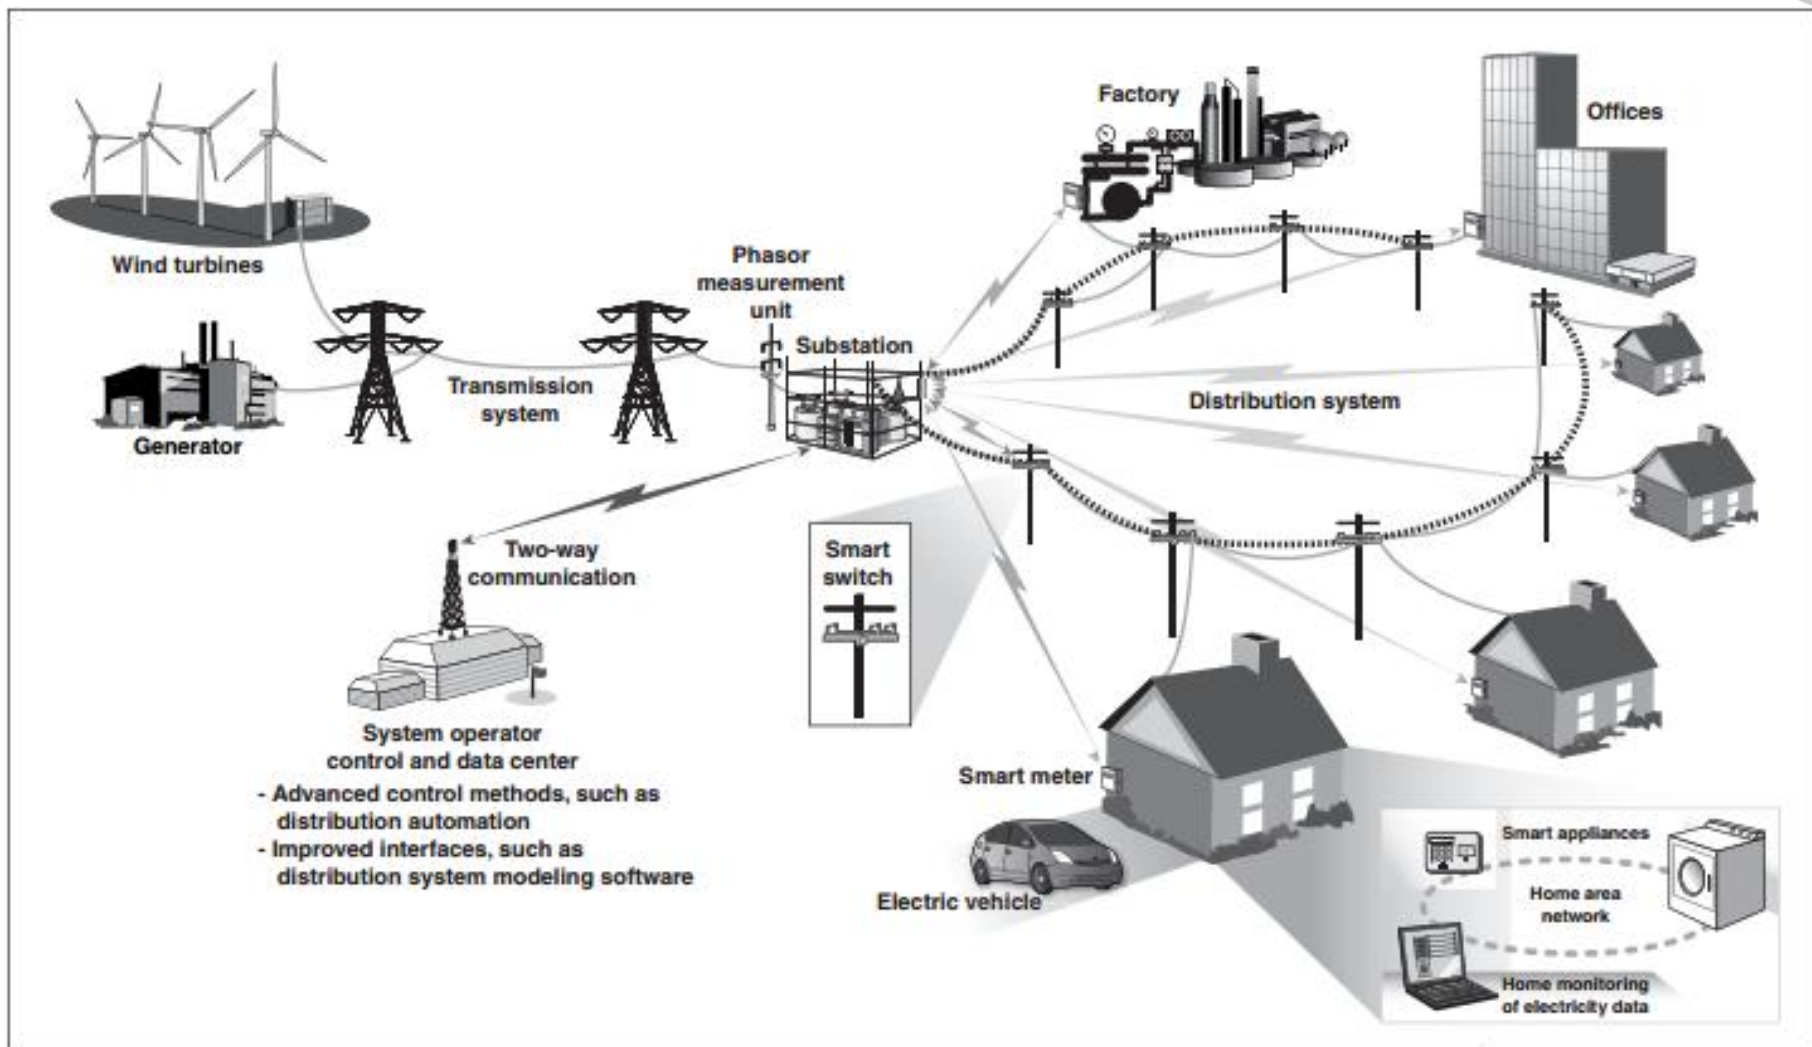 Factory
Offices
Wind turbines
Phasor
measurement
unit
Substation
Transmission
system
Distribution system
Generator
Two-way
communication
Smart
switch
System operator
control and data center
- Advanced control methods, such as
distribution automation
- Improved interfaces, such as
distribution system modeling software
Smart meter
Electric vehicle
Smart appliances
Home area
network
Home monitoring
of electricity data